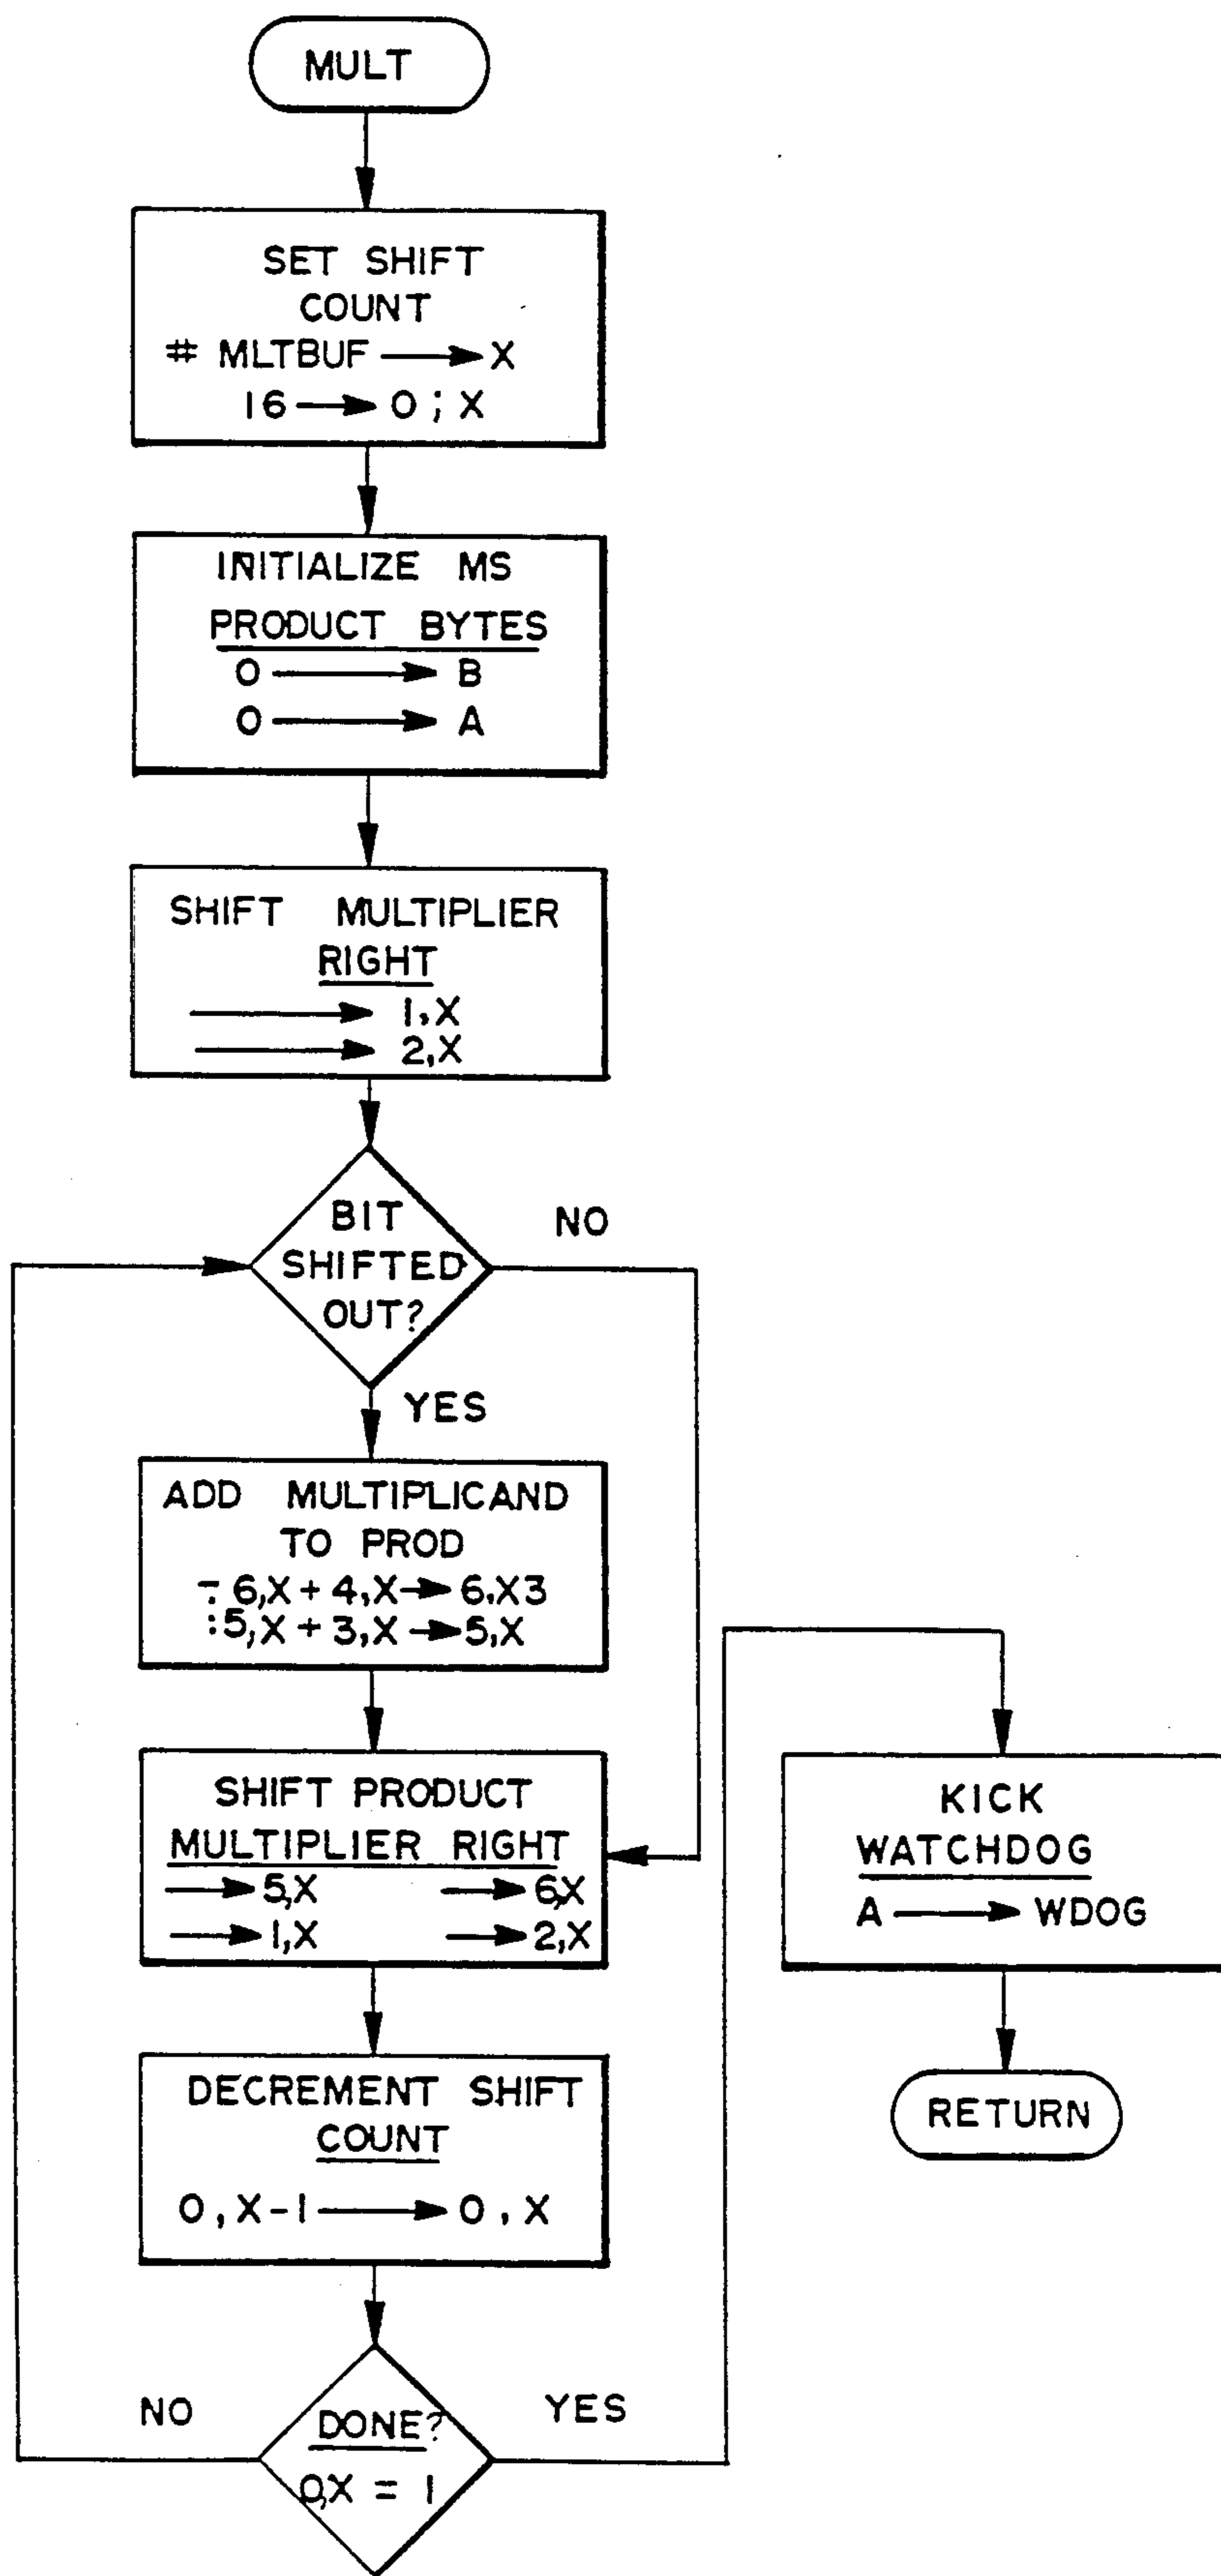 MULT
SET SHIFT
COUNT
# MLTBUF → X
16 → 0 ; X
INITIALIZE MS
PRODUCT BYTES
0 → B
0 → A
SHIFT MULTIPLIER
RIGHT
→ 1,X
→ 2,X
BIT
SHIFTED
OUT?
NO
YES
ADD MULTIPLICAND
TO PROD
- 6,X + 4,X → 6,X3
:5,X + 3,X → 5,X
SHIFT PRODUCT
MULTIPLIER RIGHT
→ 5,X → 6,X
→ 1,X → 2,X
DECREMENT SHIFT
COUNT
0, X-1 → 0, X
NO
DONE?
0,X = 1
YES
KICK
WATCHDOG
A → WDOG
RETURN